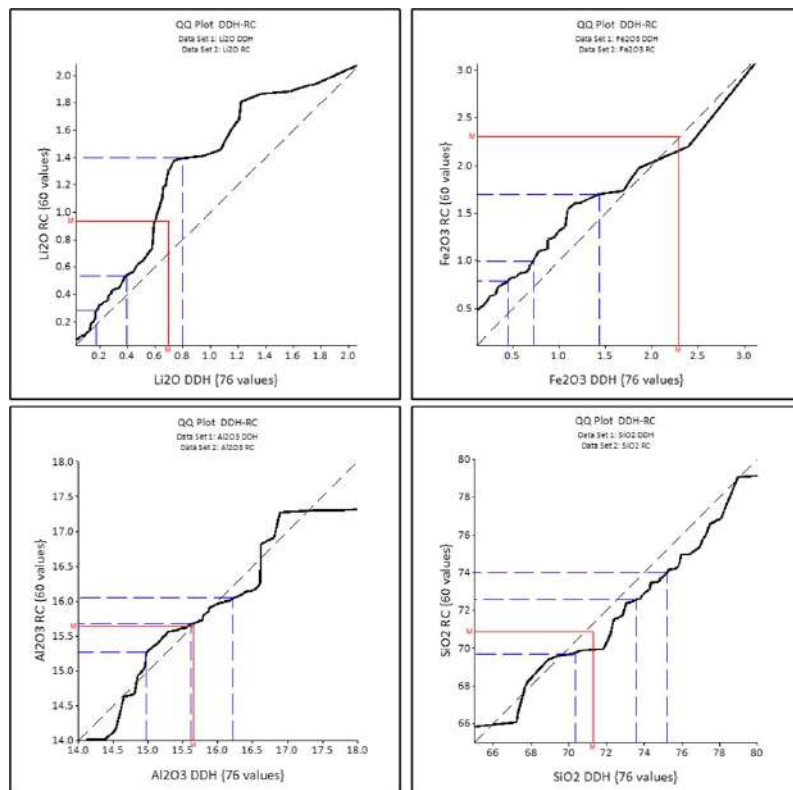 QQ Plot DDH-RC
Data Set 1: Li2O DDH
Data Set 2: Li2O RC
2.0
1.8
1.6
1.4
1.2
1.0
0.8
0.6
0.4
0.2
Li2O RC {60 values}
M
0.2 0.4 0.6 0.8 1.0 1.2 1.4 1.6 1.8 2.0
M
Li2O DDH {76 values}
QQ Plot DDH-RC
Data Set 1: Fe2O3 DDH
Data Set 2: Fe2O3 RC
3.0
2.5
2.0
1.5
1.0
0.5
Fe2O3 RC {60 values}
M
0.5 1.0 1.5 2.0 2.5 3.0
M
Fe2O3 DDH {76 values}
QQ Plot DDH-RC
Data Set 1: Al2O3 DDH
Data Set 2: Al2O3 RC
18.0
17.5
17.0
16.5
16.0
15.5
15.0
14.5
14.0
Al2O3 RC {60 values}
M
14.0 14.5 15.0 15.5 16.0 16.5 17.0 17.5 18.0
M
Al2O3 DDH {76 values}
QQ Plot DDH-RC
Data Set 1: SiO2 DDH
Data Set 2: SiO2 RC
80
78
76
74
72
70
68
66
SiO2 RC {60 values}
M
66 68 70 72 74 76 78 80
M
SiO2 DDH {76 values}